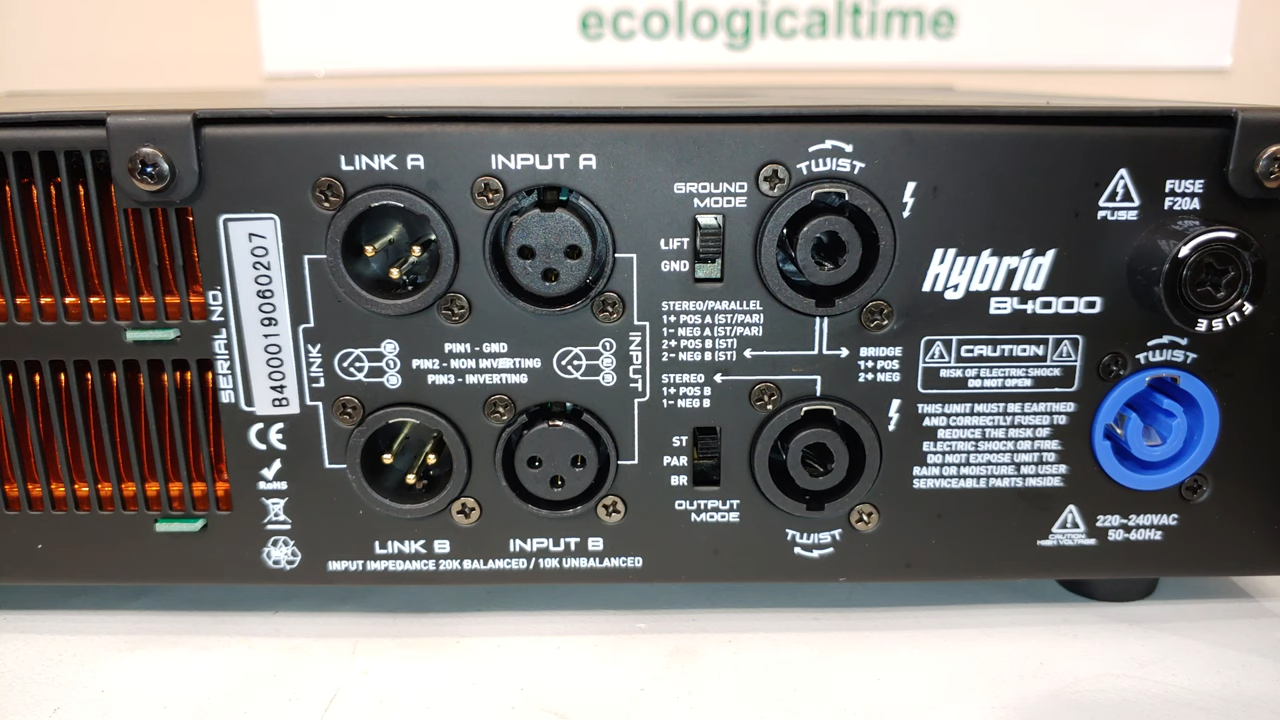 ecologicaltime
LINK A
INPUT A
TWIST
GROUND
MODE
LIFT
GND
FUSE
FUSE
F20A
FUSE
SERIAL NO.
B4000190602​07
Hybrid
B4000
STEREO/PARALLEL
1+ POS A (ST/PAR)
1- NEG A (ST/PAR)
2+ POS B (ST)
2- NEG B (ST)
BRIDGE
1+ POS
2+ NEG
STEREO
1+ POS B
1- NEG B
LINK
PIN1 - GND
PIN2 - NON INVERTING
PIN3 - INVERTING
INPUT
CAUTION
RISK OF ELECTRIC SHOCK
DO NOT OPEN
TWIST
THIS UNIT MUST BE EARTHED
AND CORRECTLY FUSED TO
REDUCE THE RISK OF
ELECTRIC SHOCK OR FIRE.
DO NOT EXPOSE UNIT TO
RAIN OR MOISTURE. NO USER
SERVICEABLE PARTS INSIDE.
CE
RoHS
ST
PAR
BR
OUTPUT
MODE
TWIST
LINK B
INPUT B
INPUT IMPEDANCE 20K BALANCED / 10K UNBALANCED
CAUTION
HIGH VOLTAGE
220~240VAC
50-60Hz